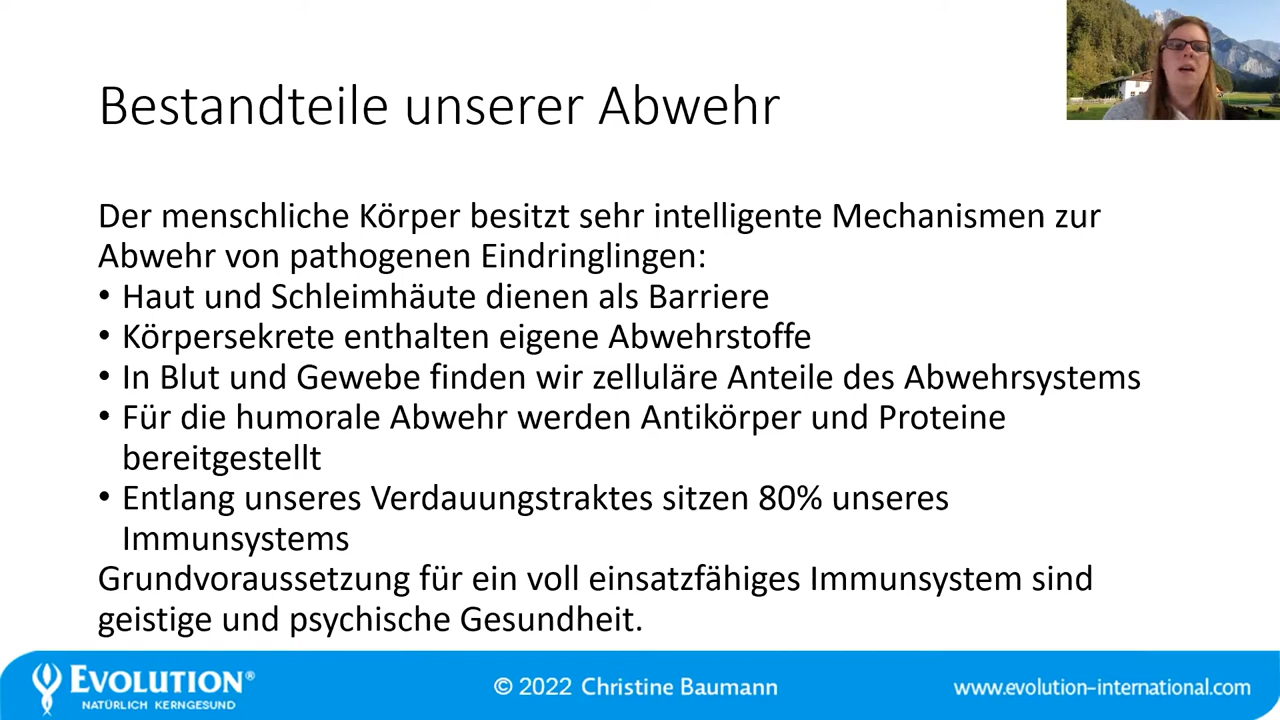 Bestandteile unserer Abwehr
Der menschliche Körper besitzt sehr intelligente Mechanismen zur
Abwehr von pathogenen Eindringlingen:
• Haut und Schleimhäute dienen als Barriere
• Körpersekrete enthalten eigene Abwehrstoffe
• In Blut und Gewebe finden wir zelluläre Anteile des Abwehrsystems
• Für die humorale Abwehr werden Antikörper und Proteine
bereitgestellt
• Entlang unseres Verdauungstraktes sitzen 80% unseres
Immunsystems
Grundvoraussetzung für ein voll einsatzfähiges Immunsystem sind
geistige und psychische Gesundheit.
EVOLUTION®
NATÜRLICH KERNGESUND
© 2022 Christine Baumann
www.evolution-international.com